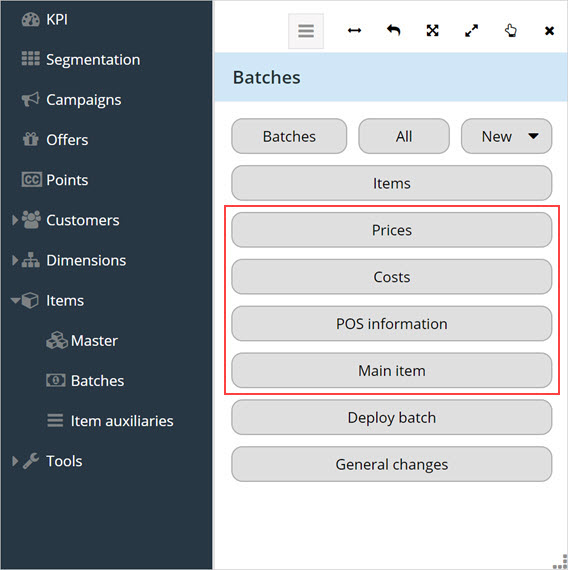 KPI
Segmentation
Campaigns
Offers
CC Points
Customers
Dimensions
Items
Master
Batches
Item auxiliaries
Tools
Batches
Batches All New
Items
Prices
Costs
POS information
Main item
Deploy batch
General changes